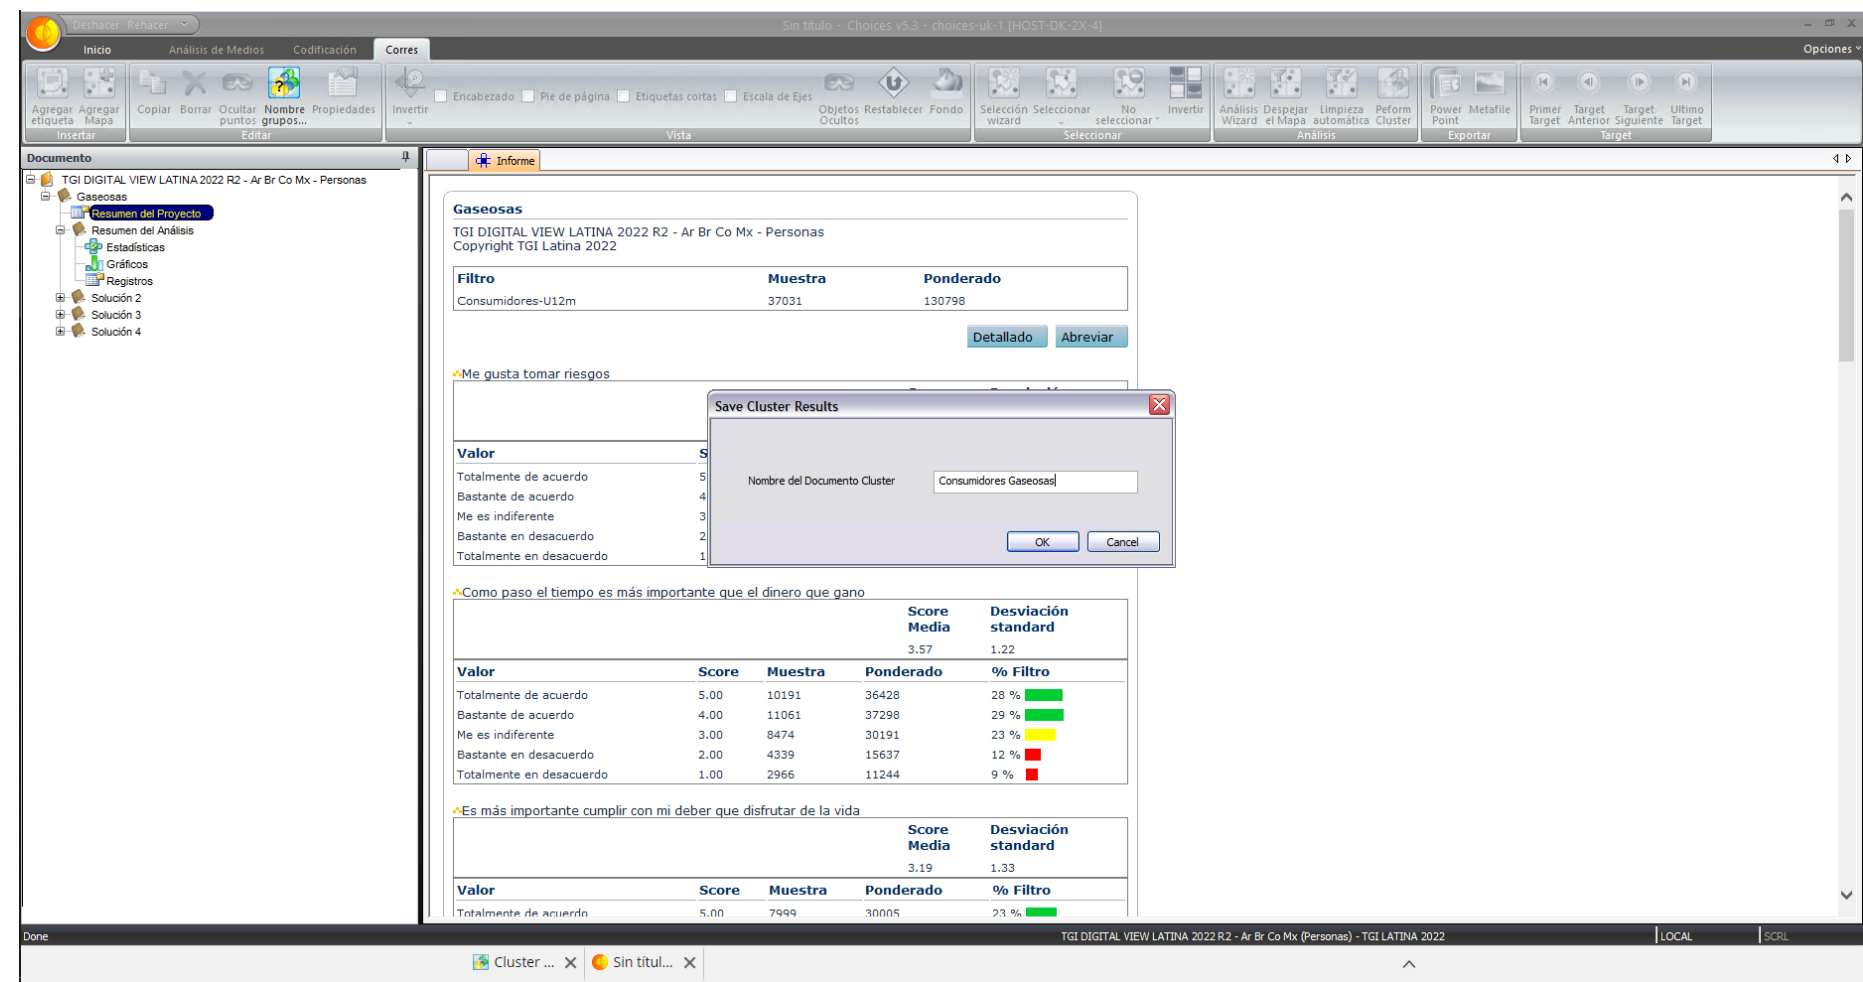 Deshacer Rehacer
Sin título - Choices v5.3 - choices-uk-1 [HOST-DK-2X-4]
Inicio Análisis de Medios Codificación Corres Opciones
Agregar etiqueta Agregar Mapa
Insertar
Copiar Borrar Ocultar puntos Nombre grupos... Propiedades
Editar
Invertir Encabezado Pie de página Etiquetas cortas Escala de Ejes Objetos Ocultos Restablecer Fondo
Vista
Selección wizard Seleccionar No seleccionar Invertir
Seleccionar
Análisis Wizard Despejar el Mapa Limpieza automática Peform Cluster
Análisis
Power Point Metafile
Exportar
Primer Target Target Anterior Target Siguiente Ultimo Target
Target
Documento
TGI DIGITAL VIEW LATINA 2022 R2 - Ar Br Co Mx - Personas
Gaseosas
Resumen del Proyecto
Resumen del Análisis
Estadísticas
Gráficos
Registros
Solución 2
Solución 3
Solución 4
Informe
Gaseosas
TGI DIGITAL VIEW LATINA 2022 R2 - Ar Br Co Mx - Personas
Copyright TGI Latina 2022
Filtro Muestra Ponderado
Consumidores-U12m 37031 130798
Detallado Abreviar
Me gusta tomar riesgos
Valor S
Totalmente de acuerdo 5
Bastante de acuerdo 4
Me es indiferente 3
Bastante en desacuerdo 2
Totalmente en desacuerdo 1
Save Cluster Results
Nombre del Documento Cluster Consumidores Gaseosas
OK Cancel
Como paso el tiempo es más importante que el dinero que gano
Score Media Desviación standard
3.57 1.22
Valor Score Muestra Ponderado % Filtro
Totalmente de acuerdo 5.00 10191 36428 28 %
Bastante de acuerdo 4.00 11061 37298 29 %
Me es indiferente 3.00 8474 30191 23 %
Bastante en desacuerdo 2.00 4339 15637 12 %
Totalmente en desacuerdo 1.00 2966 11244 9 %
Es más importante cumplir con mi deber que disfrutar de la vida
Score Media Desviación standard
3.19 1.33
Valor Score Muestra Ponderado % Filtro
Totalmente de acuerdo 5.00 7999 30005 23 %
Done TGI DIGITAL VIEW LATINA 2022 R2 - Ar Br Co Mx (Personas) - TGI LATINA 2022 LOCAL SCRL
Cluster ... Sin títul...